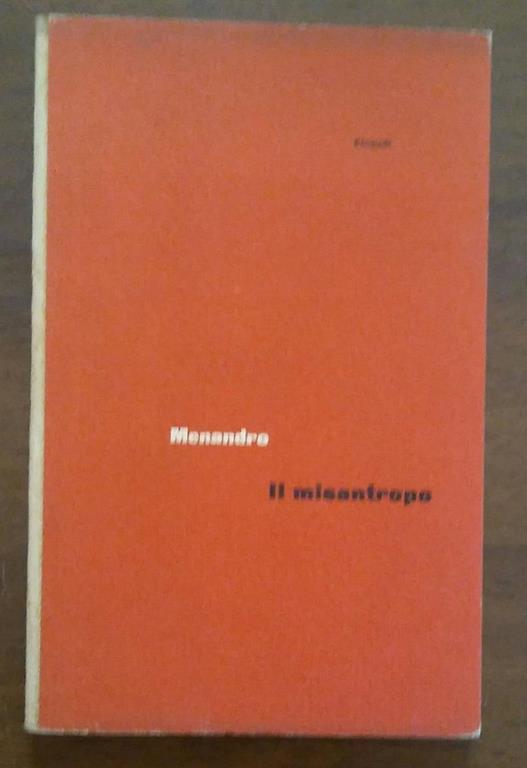 Einaudi
Menandro
Il misantropo